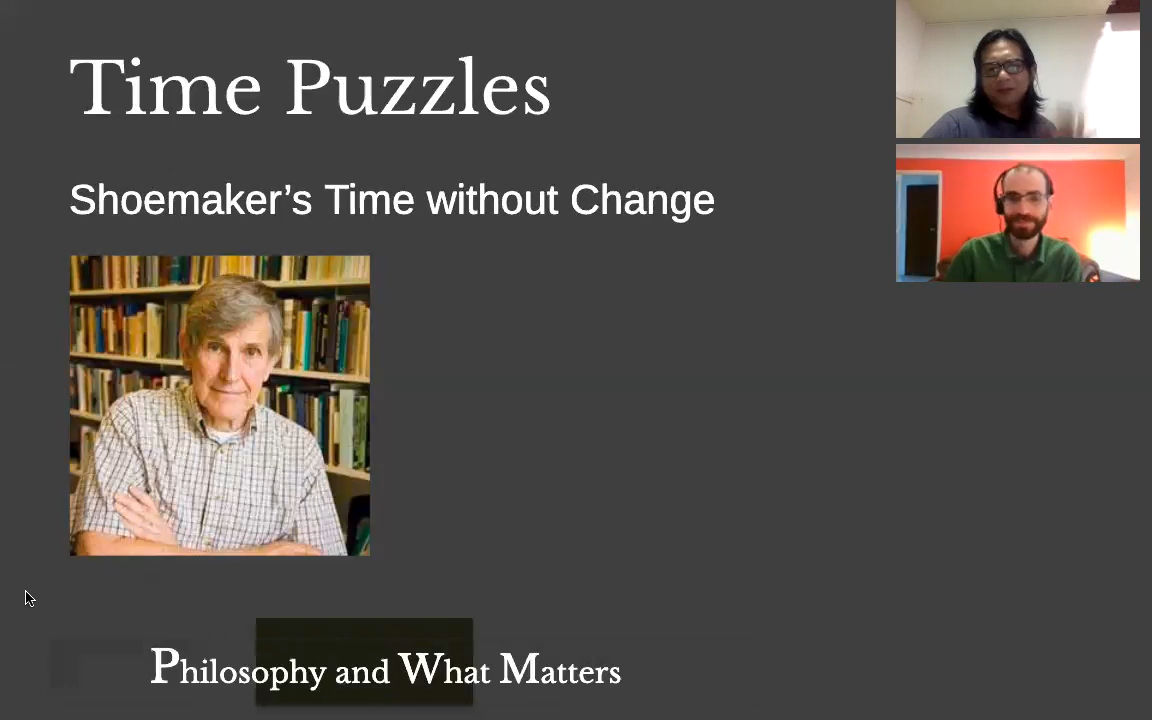 Time Puzzles
Shoemaker’s Time without Change
Philosophy and What Matters